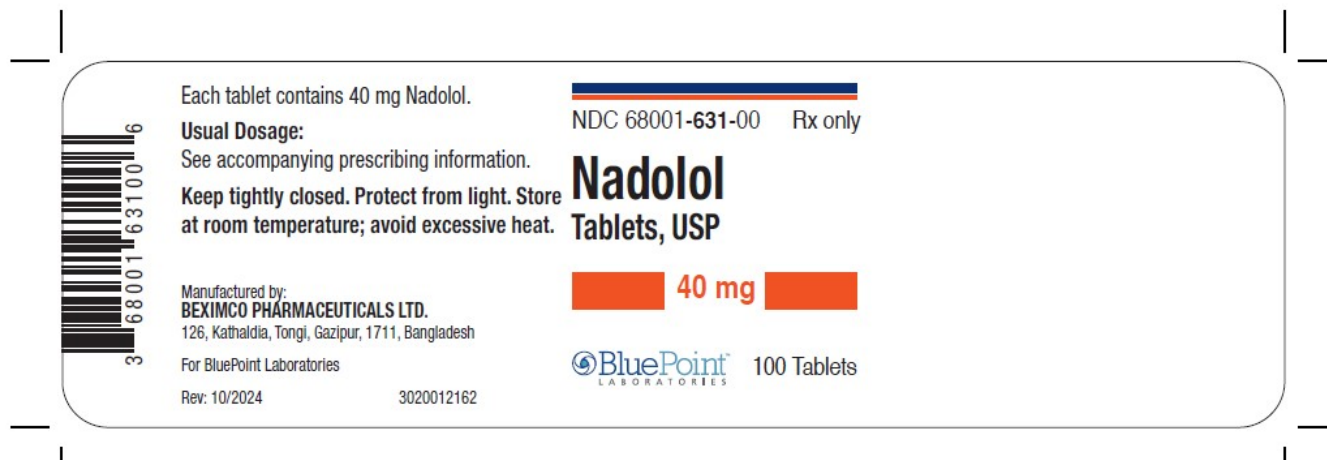 Each tablet contains 40 mg Nadolol.
Usual Dosage:
See accompanying prescribing information.
Keep tightly closed. Protect from light. Store
at room temperature; avoid excessive heat.
Manufactured by:
BEXIMCO PHARMACEUTICALS LTD.
126, Kathaldia, Tongi, Gazipur, 1711, Bangladesh
For BluePoint Laboratories
Rev: 10/2024 3020012162
3 68001 63100 6
NDC 68001-631-00 Rx only
Nadolol
Tablets, USP
40 mg
BluePoint™
LABORATORIES
100 Tablets